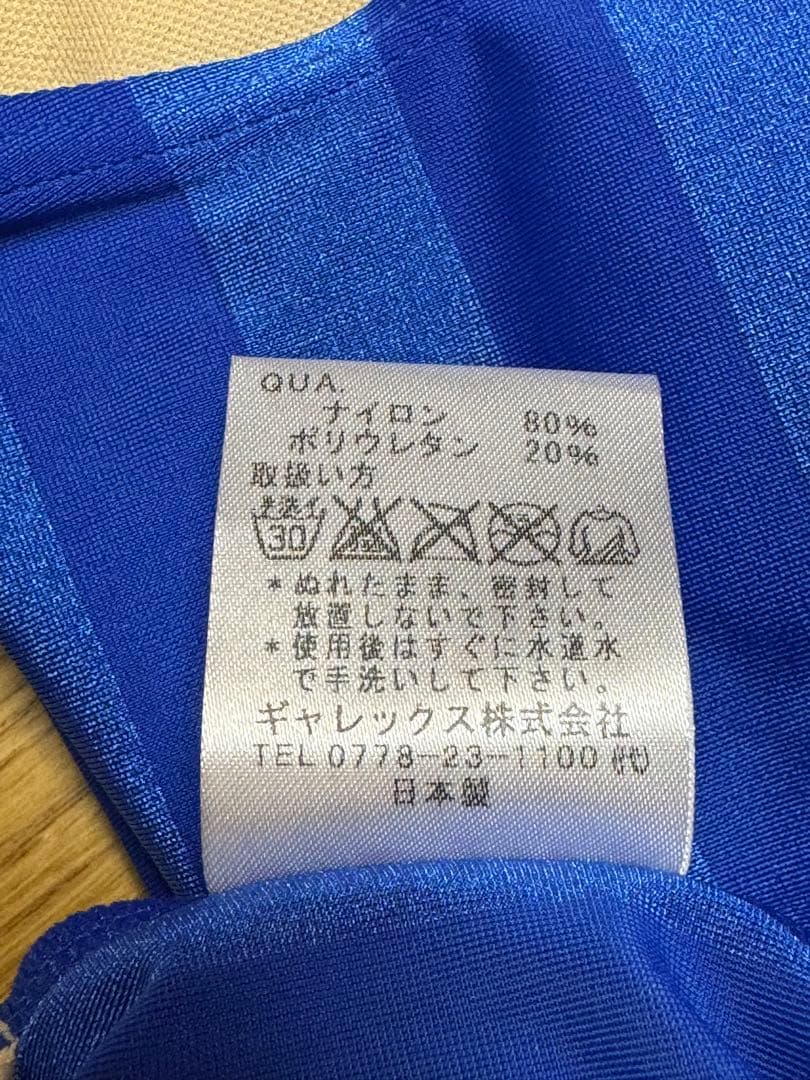 QUA.
ナイロン 80%
ポリウレタン 20%
取扱い方
手洗イ
30
* ぬれたまま、密封して
放置しないで下さい。
* 使用後はすぐに水道水
で手洗いして下さい。
ギャレックス株式会社
TEL 0778-23-1100 ㈹
日本製